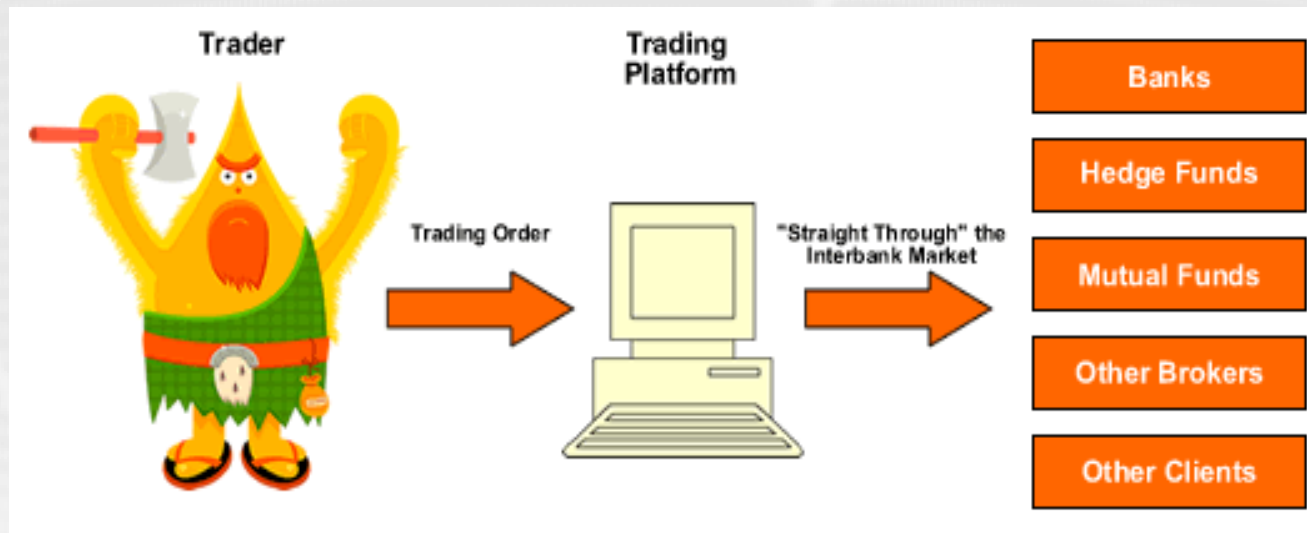 Trader
Trading
Platform
Trading Order
"Straight Through" the
Interbank Market
Banks
Hedge Funds
Mutual Funds
Other Brokers
Other Clients